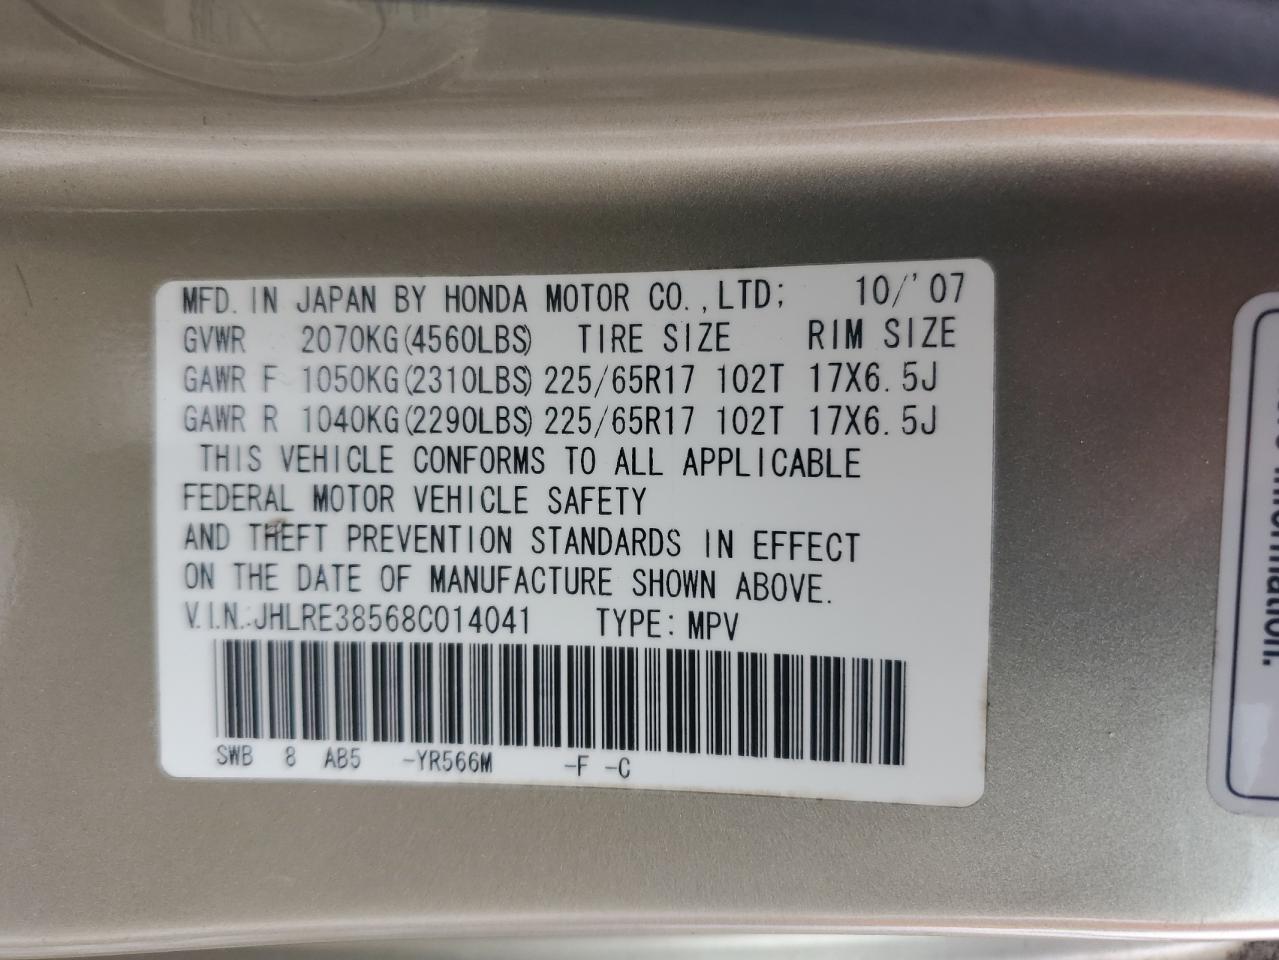 MFD. IN JAPAN BY HONDA MOTOR CO.,LTD; 10/'07
GVWR 2070KG(4560LBS) TIRE SIZE RIM SIZE
GAWR F 1050KG(2310LBS) 225/65R17 102T 17X6.5J
GAWR R 1040KG(2290LBS) 225/65R17 102T 17X6.5J
THIS VEHICLE CONFORMS TO ALL APPLICABLE
FEDERAL MOTOR VEHICLE SAFETY
AND THEFT PREVENTION STANDARDS IN EFFECT
ON THE DATE OF MANUFACTURE SHOWN ABOVE.
V.I.N.:JHLRE38568C014041 TYPE: MPV
SWB 8 AB5 -YR566M -F -C
information.